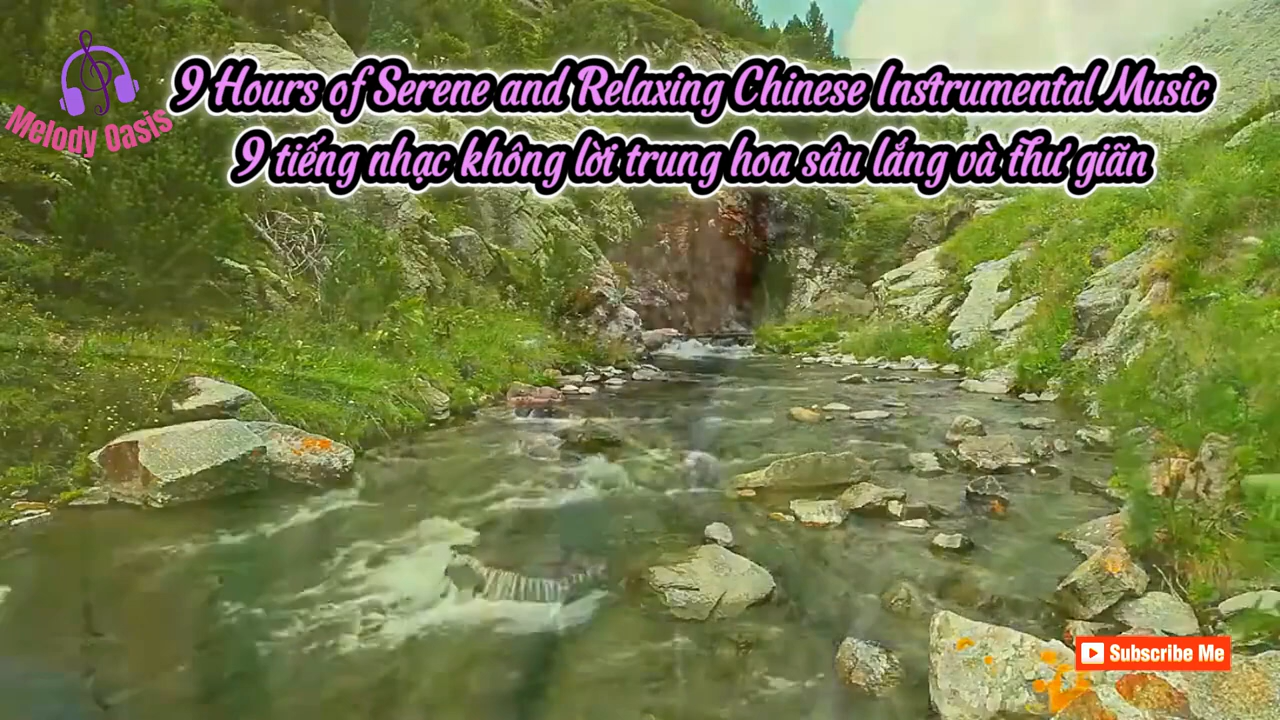 Melody Oasis
9 Hours of Serene and Relaxing Chinese Instrumental Music
9 tiếng nhạc không lời trung hoa sâu lắng và thư giãn
Subscribe Me